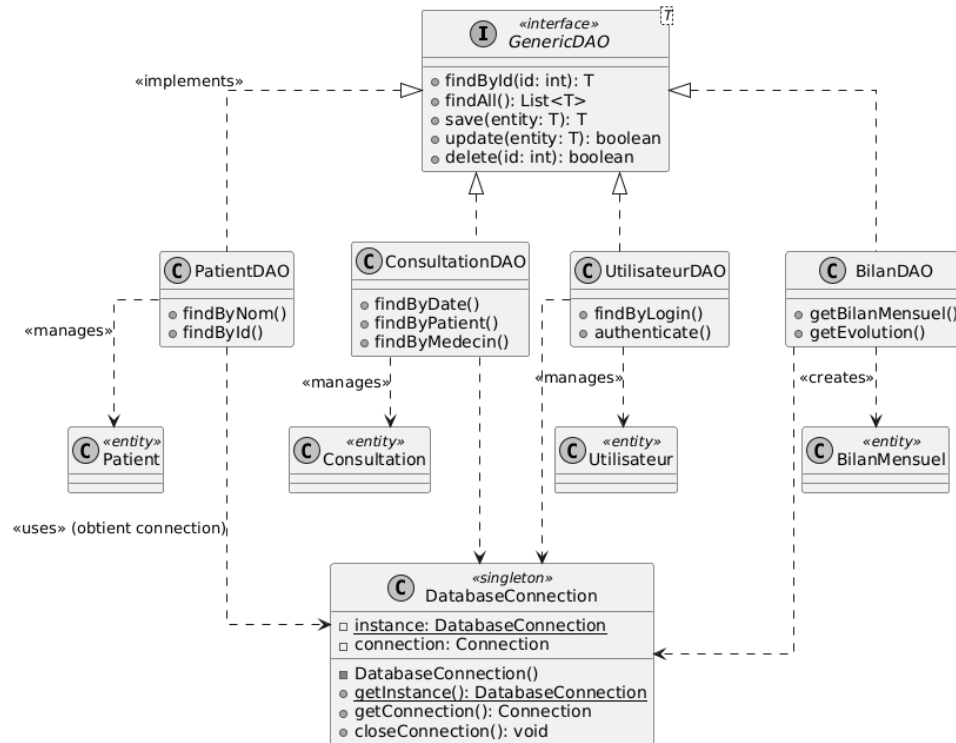 T
I
«interface»
GenericDAO
findById(id: int): T
findAll(): List<T>
save(entity: T): T
update(entity: T): boolean
delete(id: int): boolean
«implements»
C PatientDAO
findByNom()
findById()
C ConsultationDAO
findByDate()
findByPatient()
findByMedecin()
C UtilisateurDAO
findByLogin()
authenticate()
C BilanDAO
getBilanMensuel()
getEvolution()
«manages»
«manages»
«manages»
«creates»
C
«entity»
Patient
C
«entity»
Consultation
C
«entity»
Utilisateur
C
«entity»
BilanMensuel
«uses» (obtient connection)
C
«singleton»
DatabaseConnection
instance: DatabaseConnection
connection: Connection
DatabaseConnection()
getInstance(): DatabaseConnection
getConnection(): Connection
closeConnection(): void